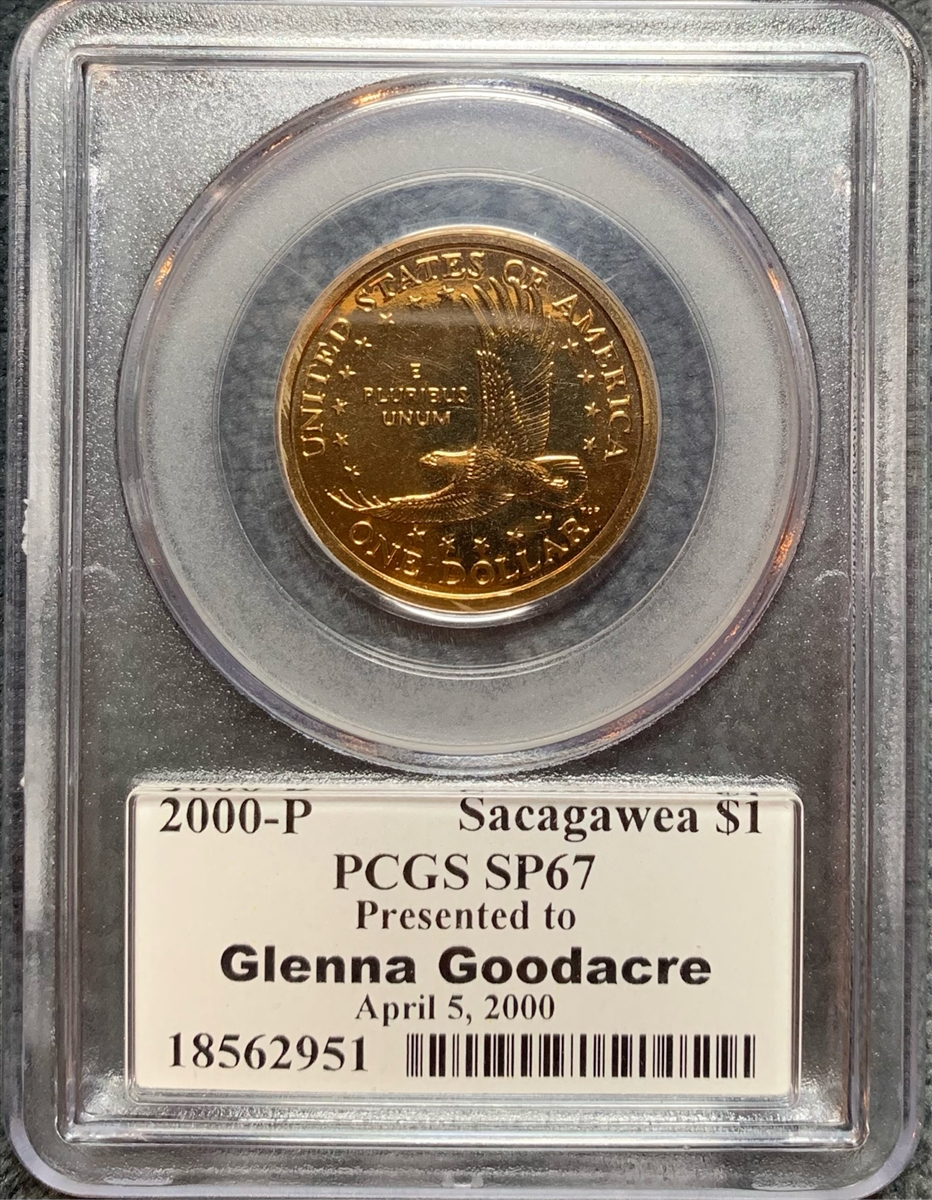 UNITED STATES OF AMERICA
E
PLURIBUS
UNUM
ONE DOLLAR
2000-P Sacagawea $1
PCGS SP67
Presented to
Glenna Goodacre
April 5, 2000
18562951